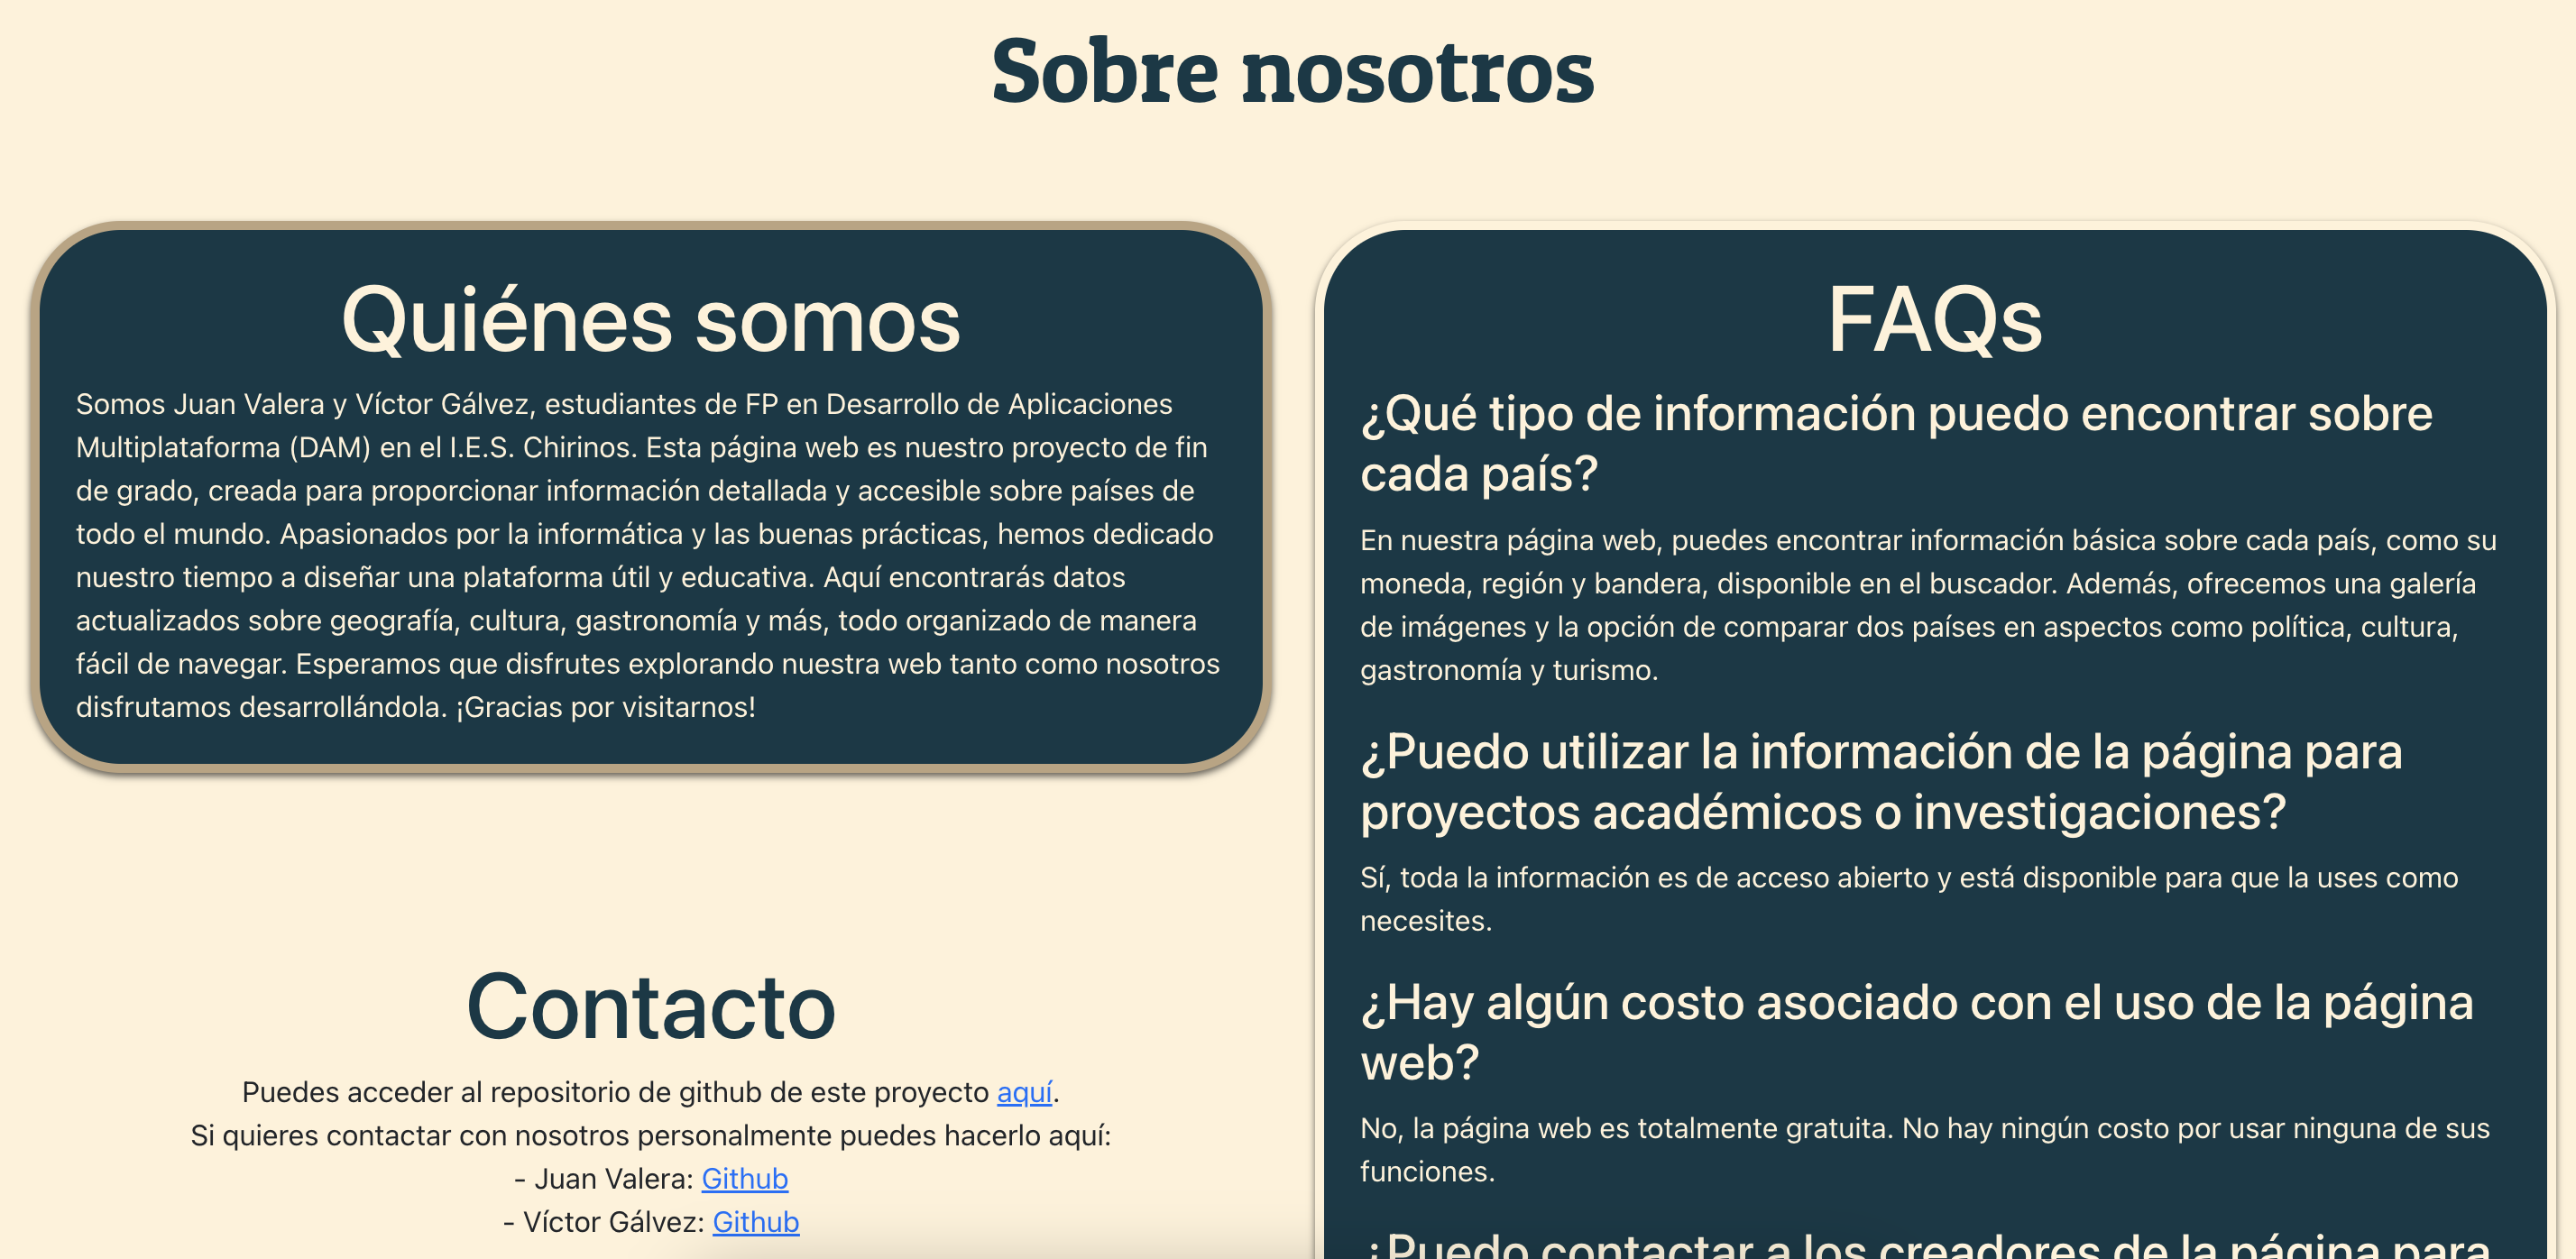 Sobre nosotros
Quiénes somos
Somos Juan Valera y Víctor Gálvez, estudiantes de FP en Desarrollo de Aplicaciones
Multiplataforma (DAM) en el I.E.S. Chirinos. Esta página web es nuestro proyecto de fin
de grado, creada para proporcionar información detallada y accesible sobre países de
todo el mundo. Apasionados por la informática y las buenas prácticas, hemos dedicado
nuestro tiempo a diseñar una plataforma útil y educativa. Aquí encontrarás datos
actualizados sobre geografía, cultura, gastronomía y más, todo organizado de manera
fácil de navegar. Esperamos que disfrutes explorando nuestra web tanto como nosotros
disfrutamos desarrollándola. ¡Gracias por visitarnos!
Contacto
Puedes acceder al repositorio de github de este proyecto aquí.
Si quieres contactar con nosotros personalmente puedes hacerlo aquí:
- Juan Valera: Github
- Víctor Gálvez: Github
FAQs
¿Qué tipo de información puedo encontrar sobre
cada país?
En nuestra página web, puedes encontrar información básica sobre cada país, como su
moneda, región y bandera, disponible en el buscador. Además, ofrecemos una galería
de imágenes y la opción de comparar dos países en aspectos como política, cultura,
gastronomía y turismo.
¿Puedo utilizar la información de la página para
proyectos académicos o investigaciones?
Sí, toda la información es de acceso abierto y está disponible para que la uses como
necesites.
¿Hay algún costo asociado con el uso de la página
web?
No, la página web es totalmente gratuita. No hay ningún costo por usar ninguna de sus
funciones.
¿Puedo contactar a los creadores de la página para